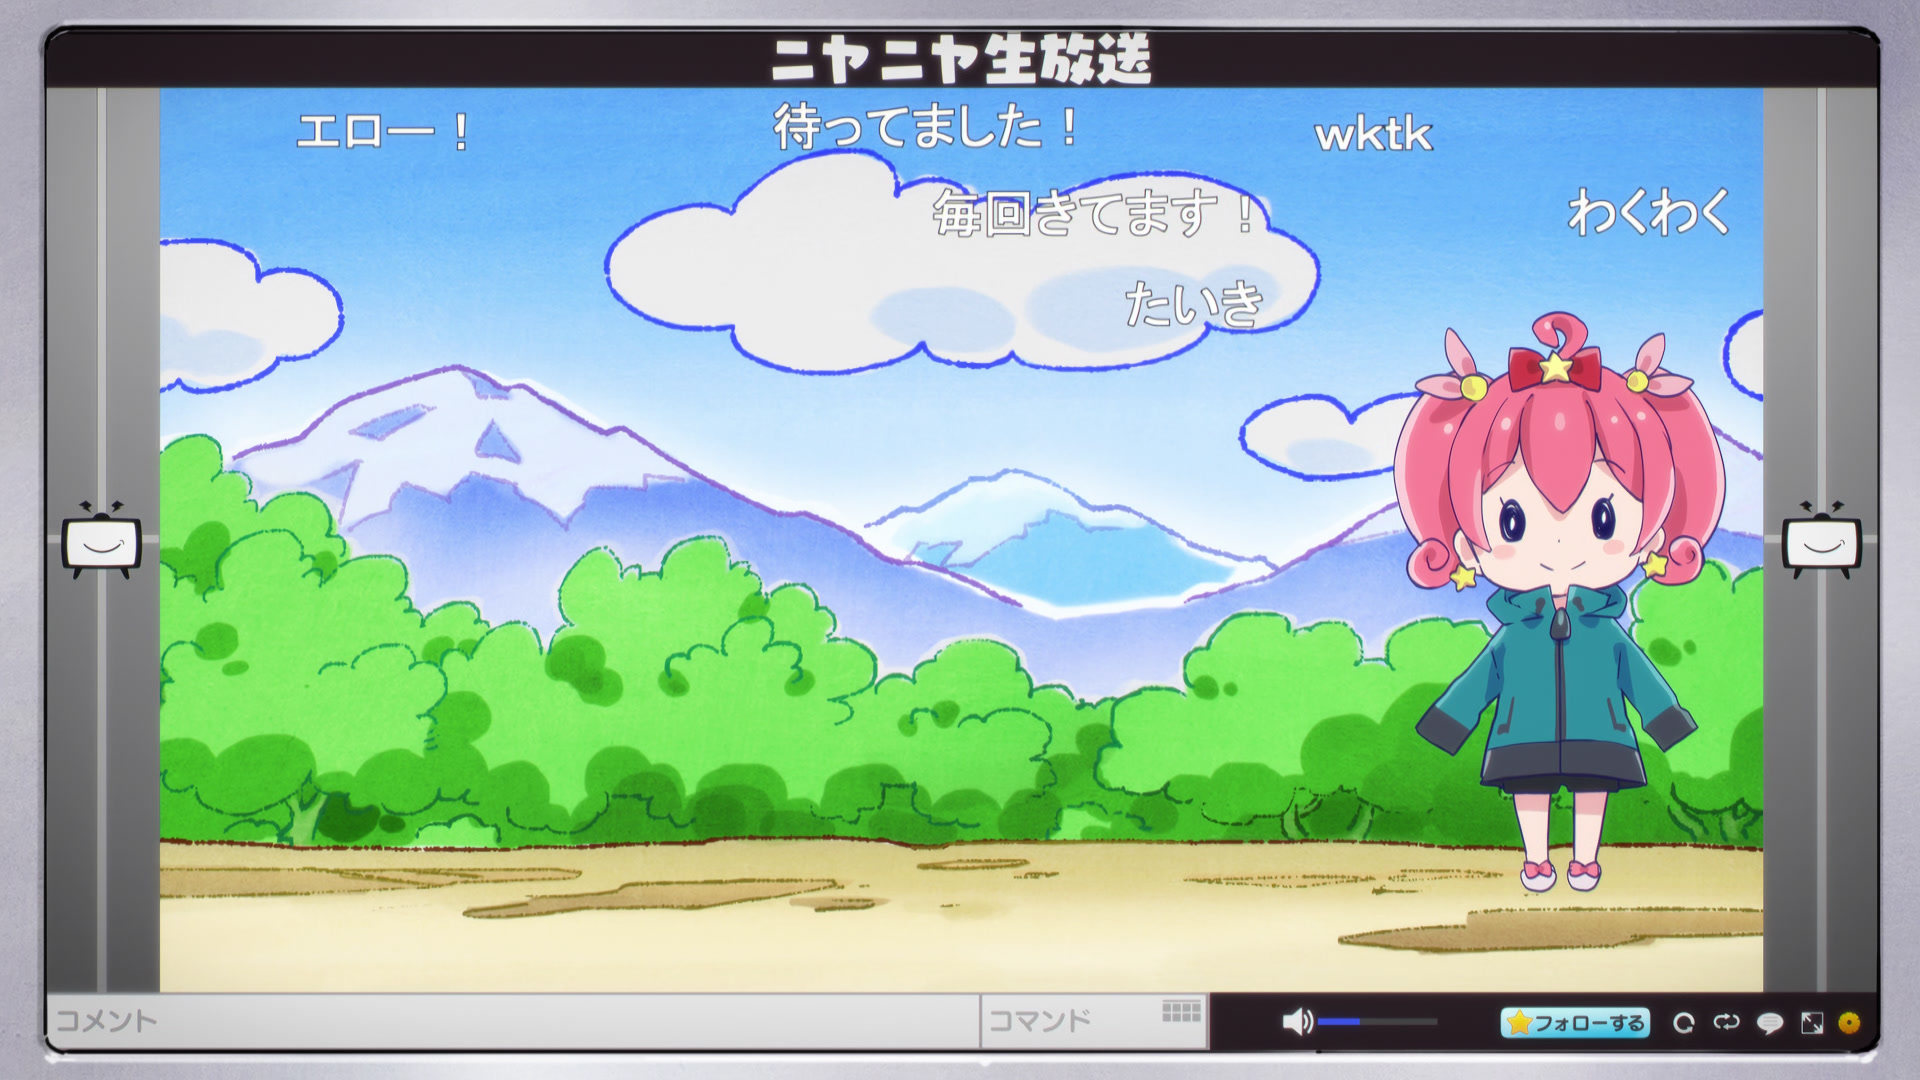 ニヤニヤ生放送
エロー！
待ってました！
wktk
毎回きてます！
わくわく
たいき
コメント
コマンド
フォローする